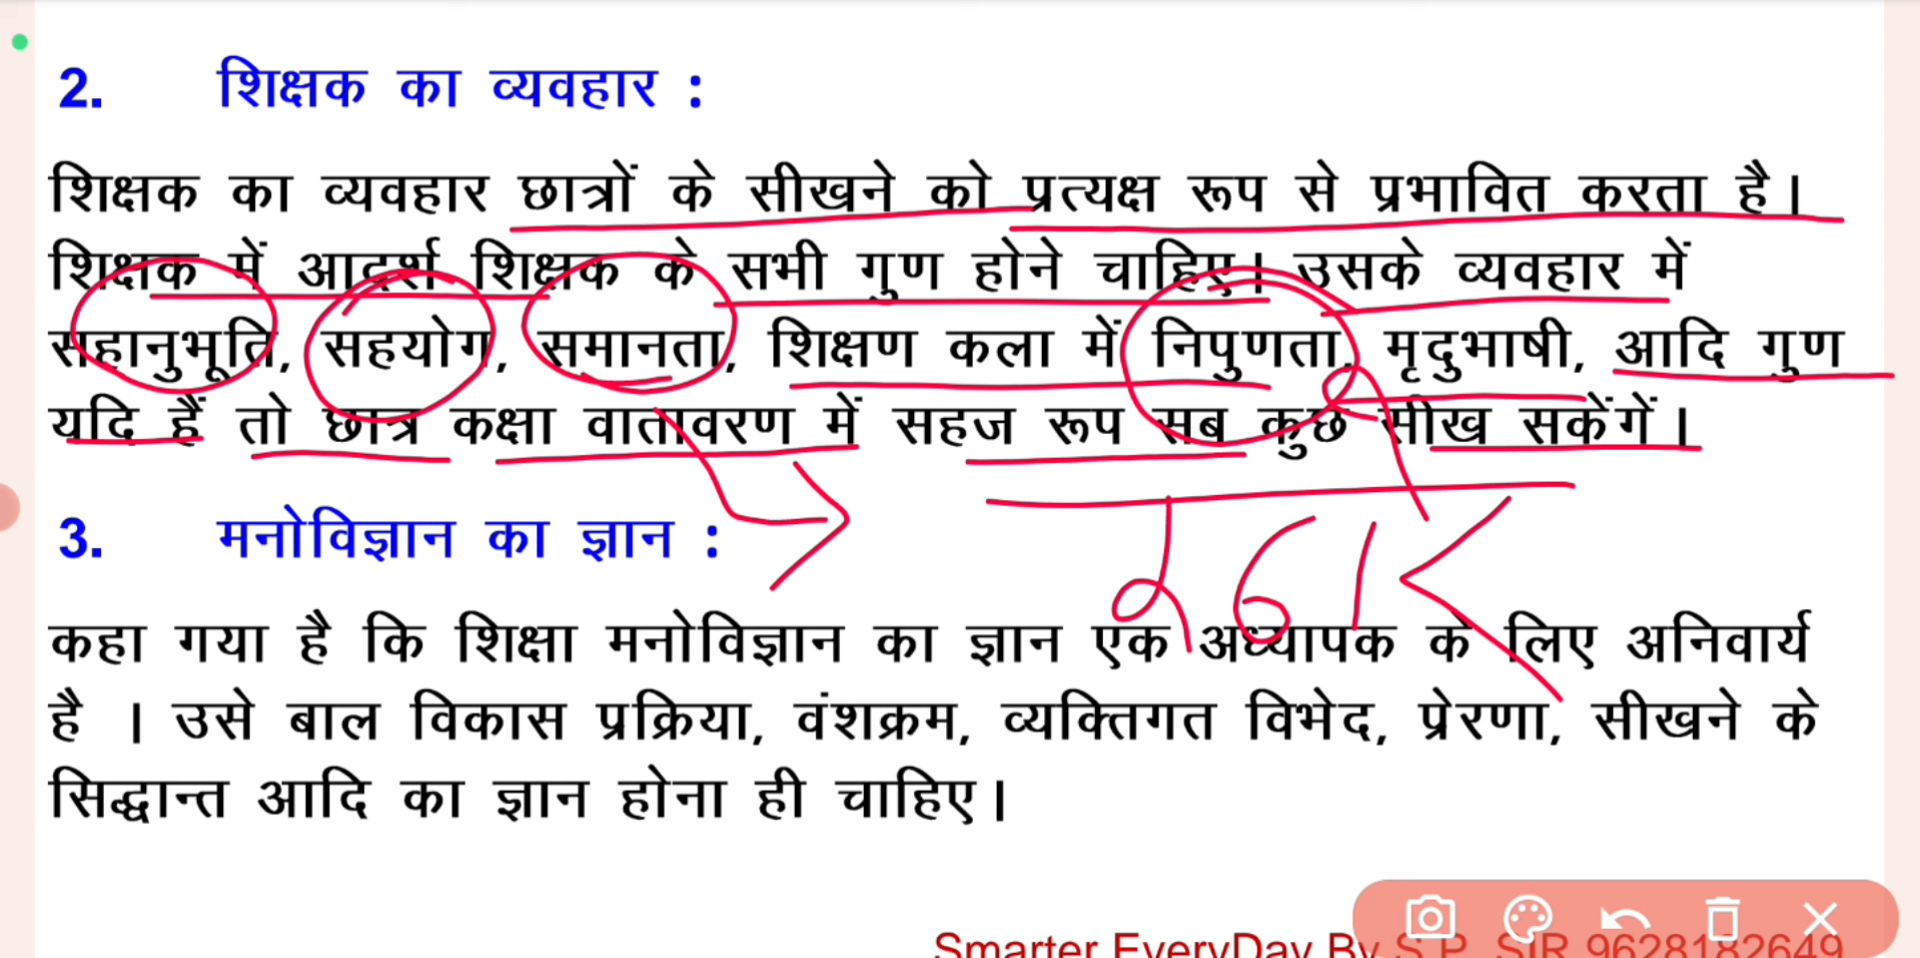 2. शिक्षक का व्यवहार :
शिक्षक का व्यवहार छात्रों के सीखने को प्रत्यक्ष रूप से प्रभावित करता है।
शिक्षक में आदर्श शिक्षक के सभी गुण होने चाहिए। उसके व्यवहार में
सहानुभूति, सहयोग, समानता, शिक्षण कला में निपुणता, मृदुभाषी, आदि गुण
यदि हैं तो छात्र कक्षा वातावरण में सहज रूप सब कुछ सीख सकेंगें।
3. मनोविज्ञान का ज्ञान :
कहा गया है कि शिक्षा मनोविज्ञान का ज्ञान एक अध्यापक के लिए अनिवार्य
है । उसे बाल विकास प्रक्रिया, वंशक्रम, व्यक्तिगत विभेद, प्रेरणा, सीखने के
सिद्धान्त आदि का ज्ञान होना ही चाहिए।
Smarter EveryDay By S.P. SIR 9628182649